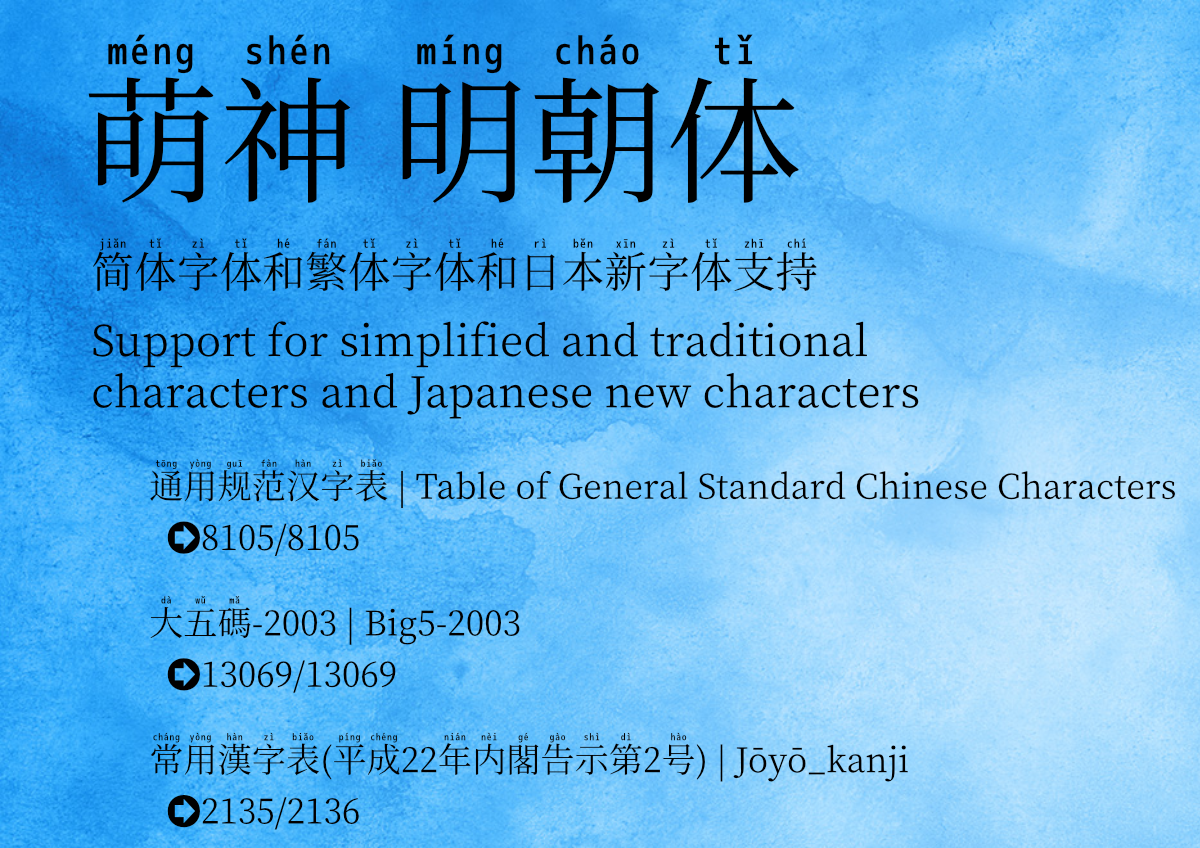 méng shén míng cháo tǐ
萌神 明朝体
jiǎn tǐ zì tǐ hé fán tǐ zì tǐ hé rì běn xīn zì tǐ zhī chí
简体字体和繁体字体和日本新字体支持
Support for simplified and traditional
characters and Japanese new characters
tōng yòng guī fàn hàn zì biǎo
通用规范汉字表 | Table of General Standard Chinese Characters
➲8105/8105
dà wǔ mǎ
大五碼-2003 | Big5-2003
➲13069/13069
cháng yòng hàn zì biǎo píng chéng nián nèi gé gào shì dì hào
常用漢字表(平成22年内閣告示第2号) | Jōyō_kanji
➲2135/2136